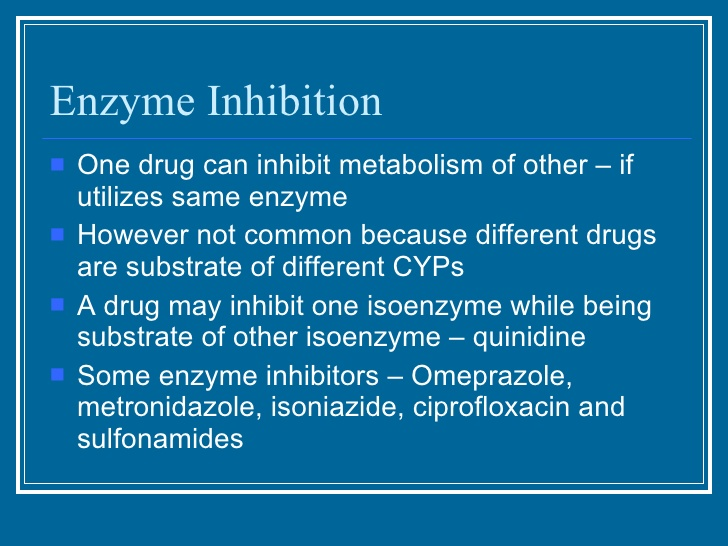 Enzyme Inhibition
One drug can inhibit metabolism of other – if
utilizes same enzyme
However not common because different drugs
are substrate of different CYPs
A drug may inhibit one isoenzyme while being
substrate of other isoenzyme – quinidine
Some enzyme inhibitors – Omeprazole,
metronidazole, isoniazide, ciprofloxacin and
sulfonamides